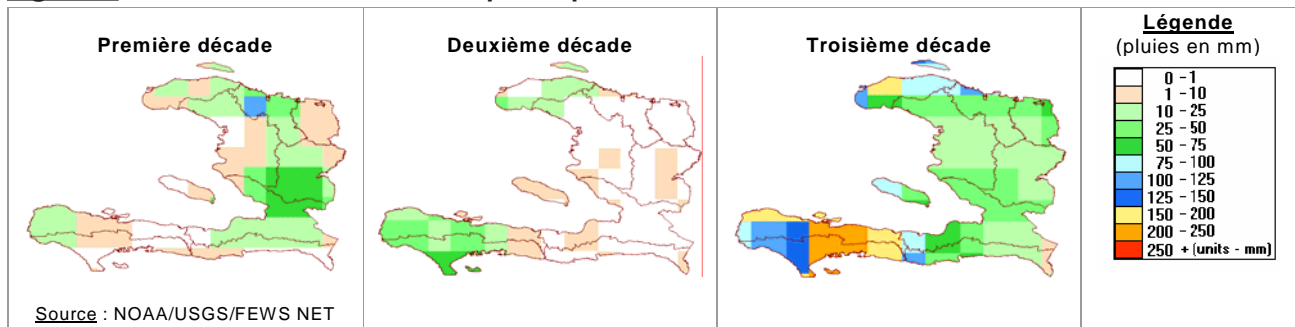 Première décade
Deuxième décade
Troisième décade
Légende
(pluies en mm)
0 - 1
1 - 10
10 - 25
25 - 50
50 - 75
75 - 100
100 - 125
125 - 150
150 - 200
200 - 250
250 + (units - mm)
Source : NOAA/USGS/FEWS NET